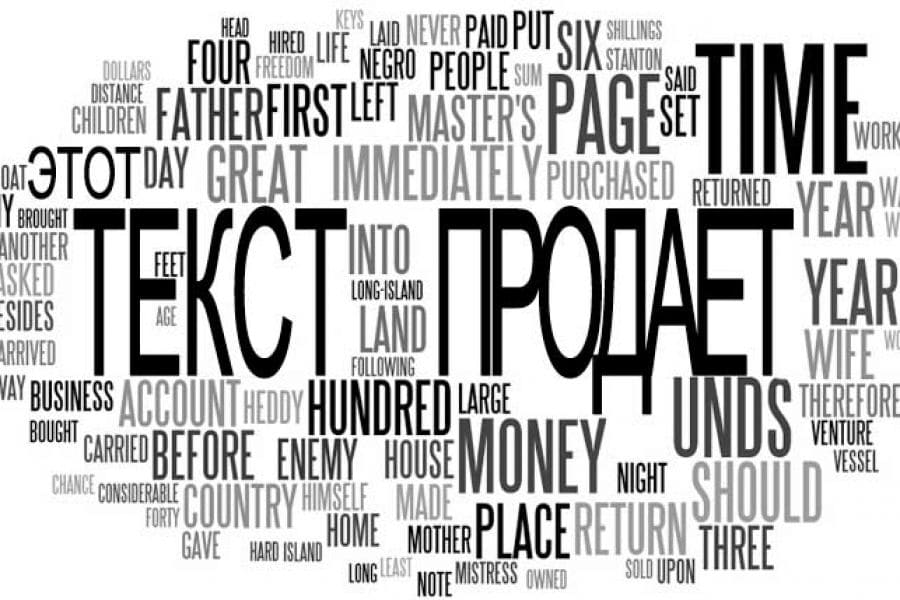 HEAD KEYS LAID NEVER PAID PUT SIX SHILLINGS
FOUR HIRED LIFE NEGRO PEOPLE SUM STANTON TIME
DOLLARS FREEDOM SAID
DISTANCE FATHER FIRST LEFT MASTER'S PAGE SET
CHILDREN WORK
ЭТОТ DAY GREAT IMMEDIATELY PURCHASED RETURNED YEAR
BROUGHT
ANOTHER ТЕКСТ ПРОДАЕТ
ASKED FEET INTO YEAR
LONG-ISLAND
AGE LAND WIFE
ARRIVED FOLLOWING
BUSINESS ACCOUNT HEDDY HUNDRED LARGE UNDS THEREFORE
BOUGHT MONEY VENTURE
CARRIED BEFORE ENEMY HOUSE NIGHT SHOULD VESSEL
CHANCE CONSIDERABLE COUNTRY HIMSELF MADE
FORTY HOME MOTHER PLACE RETURN THREE
GAVE HARD ISLAND
LONG LEAST NOTE MISTRESS OWNED SOLD UPON